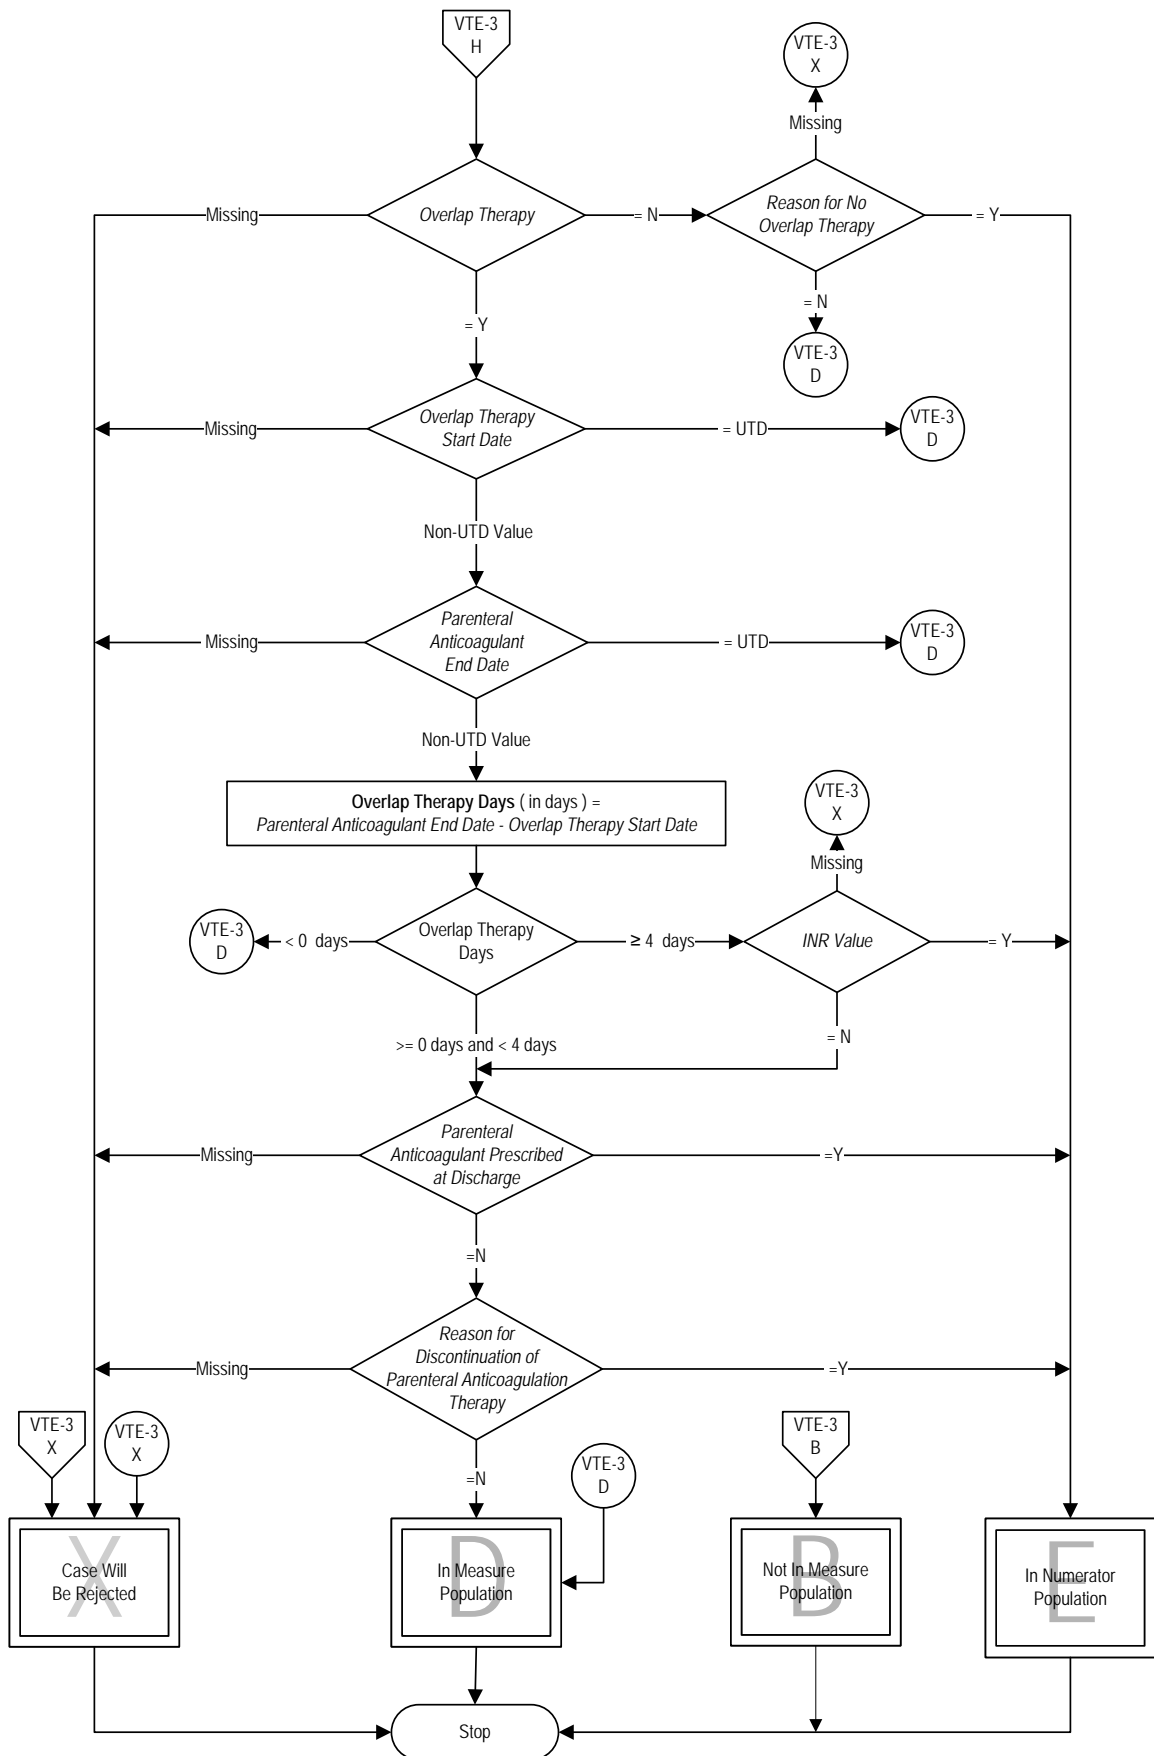 VTE-3
H
VTE-3
X
Missing
Missing
Overlap Therapy
= N
Reason for No
Overlap Therapy
= Y
= N
= Y
VTE-3
D
Missing
Overlap Therapy
Start Date
= UTD
VTE-3
D
Non-UTD Value
Missing
Parenteral
Anticoagulant
End Date
= UTD
VTE-3
D
Non-UTD Value
Overlap Therapy Days ( in days ) =
Parenteral Anticoagulant End Date - Overlap Therapy Start Date
VTE-3
X
Missing
VTE-3
D
< 0 days
Overlap Therapy
Days
≥ 4 days
INR Value
= Y
= N
>= 0 days and < 4 days
Missing
Parenteral
Anticoagulant Prescribed
at Discharge
=Y
=N
Missing
Reason for
Discontinuation of
Parenteral Anticoagulation
Therapy
=Y
=N
VTE-3
X
VTE-3
X
VTE-3
D
VTE-3
B
X
Case Will
Be Rejected
D
In Measure
Population
B
Not In Measure
Population
E
In Numerator
Population
Stop